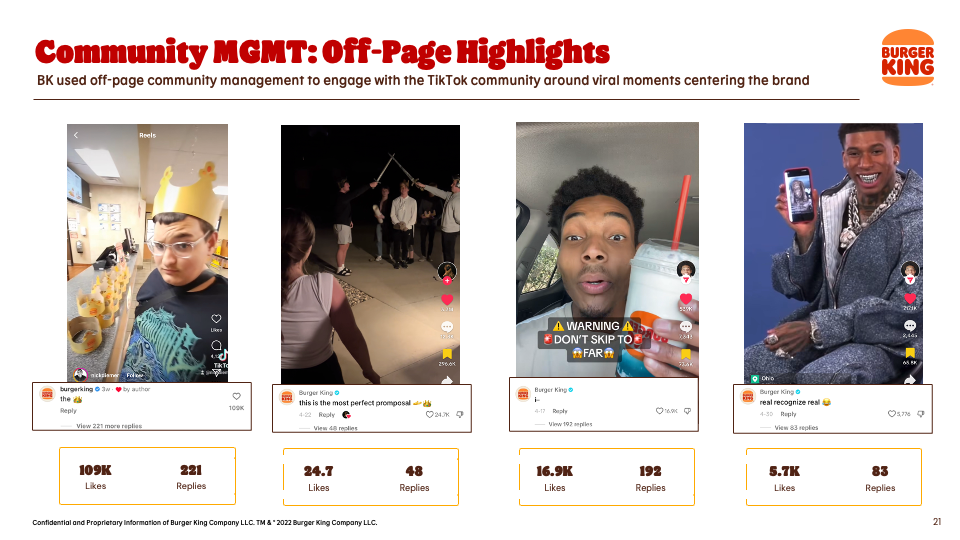 Community MGMT: Off-Page Highlights
BK used off-page community management to engage with the TikTok community around viral moments centering the brand
BURGER
KING
Reels
Likes
TikTo
nickdlemer · Follow
burgerking 3w · by author
the 👑
Reply
109K
View 221 more replies
296.6K
Burger King
this is the most perfect promposal 🫴👑
4-22 Reply
24.7K
View 48 replies
⚠️ WARNING ⚠️
🚨DON'T SKIP TO🚨
😱FAR😱
Burger King
i-
4-17 Reply
16.9K
View 192 replies
Ohio
Burger King
real recognize real 😂
Reply
5,776
View 83 replies
109K
Likes
221
Replies
24.7
Likes
48
Replies
16.9K
Likes
192
Replies
5.7K
Likes
83
Replies
Confidential and Proprietary Information of Burger King Company LLC. TM & ® 2022 Burger King Company LLC.
21